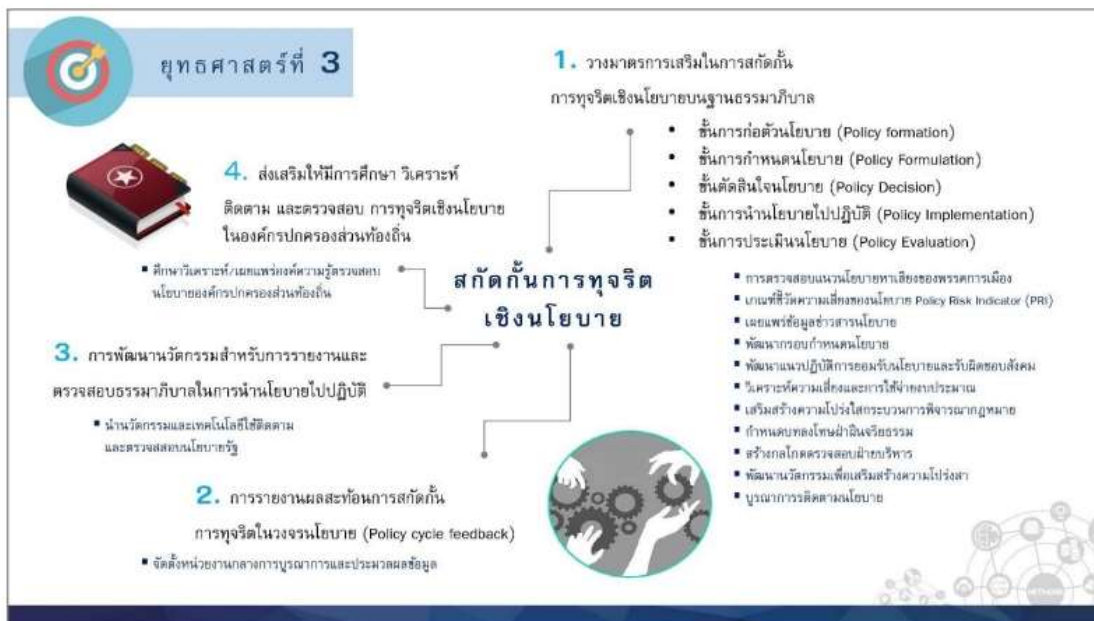 ยุทธศาสตร์ที่ 3
1. วางมาตรการเสริมในการสกัดกั้น
การทุจริตเชิงนโยบายบนฐานธรรมาภิบาล
• ขั้นการก่อตัวนโยบาย (Policy formation)
• ขั้นการกำหนดนโยบาย (Policy Formulation)
• ขั้นตัดสินใจนโยบาย (Policy Decision)
• ขั้นการนำนโยบายไปปฏิบัติ (Policy Implementation)
• ขั้นการประเมินนโยบาย (Policy Evaluation)
▪ การตรวจสอบแนวนโยบายหาเสียงของพรรคการเมือง
▪ เกณฑ์ชี้วัดความเสี่ยงของนโยบาย Policy Risk Indicator (PRI)
▪ เผยแพร่ข้อมูลข่าวสารนโยบาย
▪ พัฒนากรอบกำหนดนโยบาย
▪ พัฒนาแนวปฏิบัติการยอมรับนโยบายและรับผิดชอบสังคม
▪ วิเคราะห์ความเสี่ยงและการใช้จ่ายงบประมาณ
▪ เสริมสร้างความโปร่งใสกระบวนการพิจารณากฎหมาย
▪ กำหนดบทลงโทษฝ่าฝืนจริยธรรม
▪ สร้างกลไกตรวจสอบฝ่ายบริหาร
▪ พัฒนานวัตกรรมเพื่อเสริมสร้างความโปร่งสา
▪ บูรณาการรติดตามนโยบาย
สกัดกั้นการทุจริต
เชิงนโยบาย
2. การรายงานผลสะท้อนการสกัดกั้น
การทุจริตในวงจรนโยบาย (Policy cycle feedback)
▪ จัดตั้งหน่วยงานกลางการบูรณาการและประมวลผลข้อมูล
3. การพัฒนานวัตกรรมสำหรับการรายงานและ
ตรวจสอบธรรมาภิบาลในการนำนโยบายไปปฏิบัติ
▪ นำนวัตกรรมและเทคโนโลยีใช้ติดตาม
และตรวจสสอบนโยบายรัฐ
4. ส่งเสริมให้มีการศึกษา วิเคราะห์
ติดตาม และตรวจสอบ การทุจริตเชิงนโยบาย
ในองค์กรปกครองส่วนท้องถิ่น
▪ ศึกษาวิเคราะห์/เผยแพร่องค์ความรู้ตรวจสอบ
นโยบายองค์กรปกครองส่วนท้องถิ่น